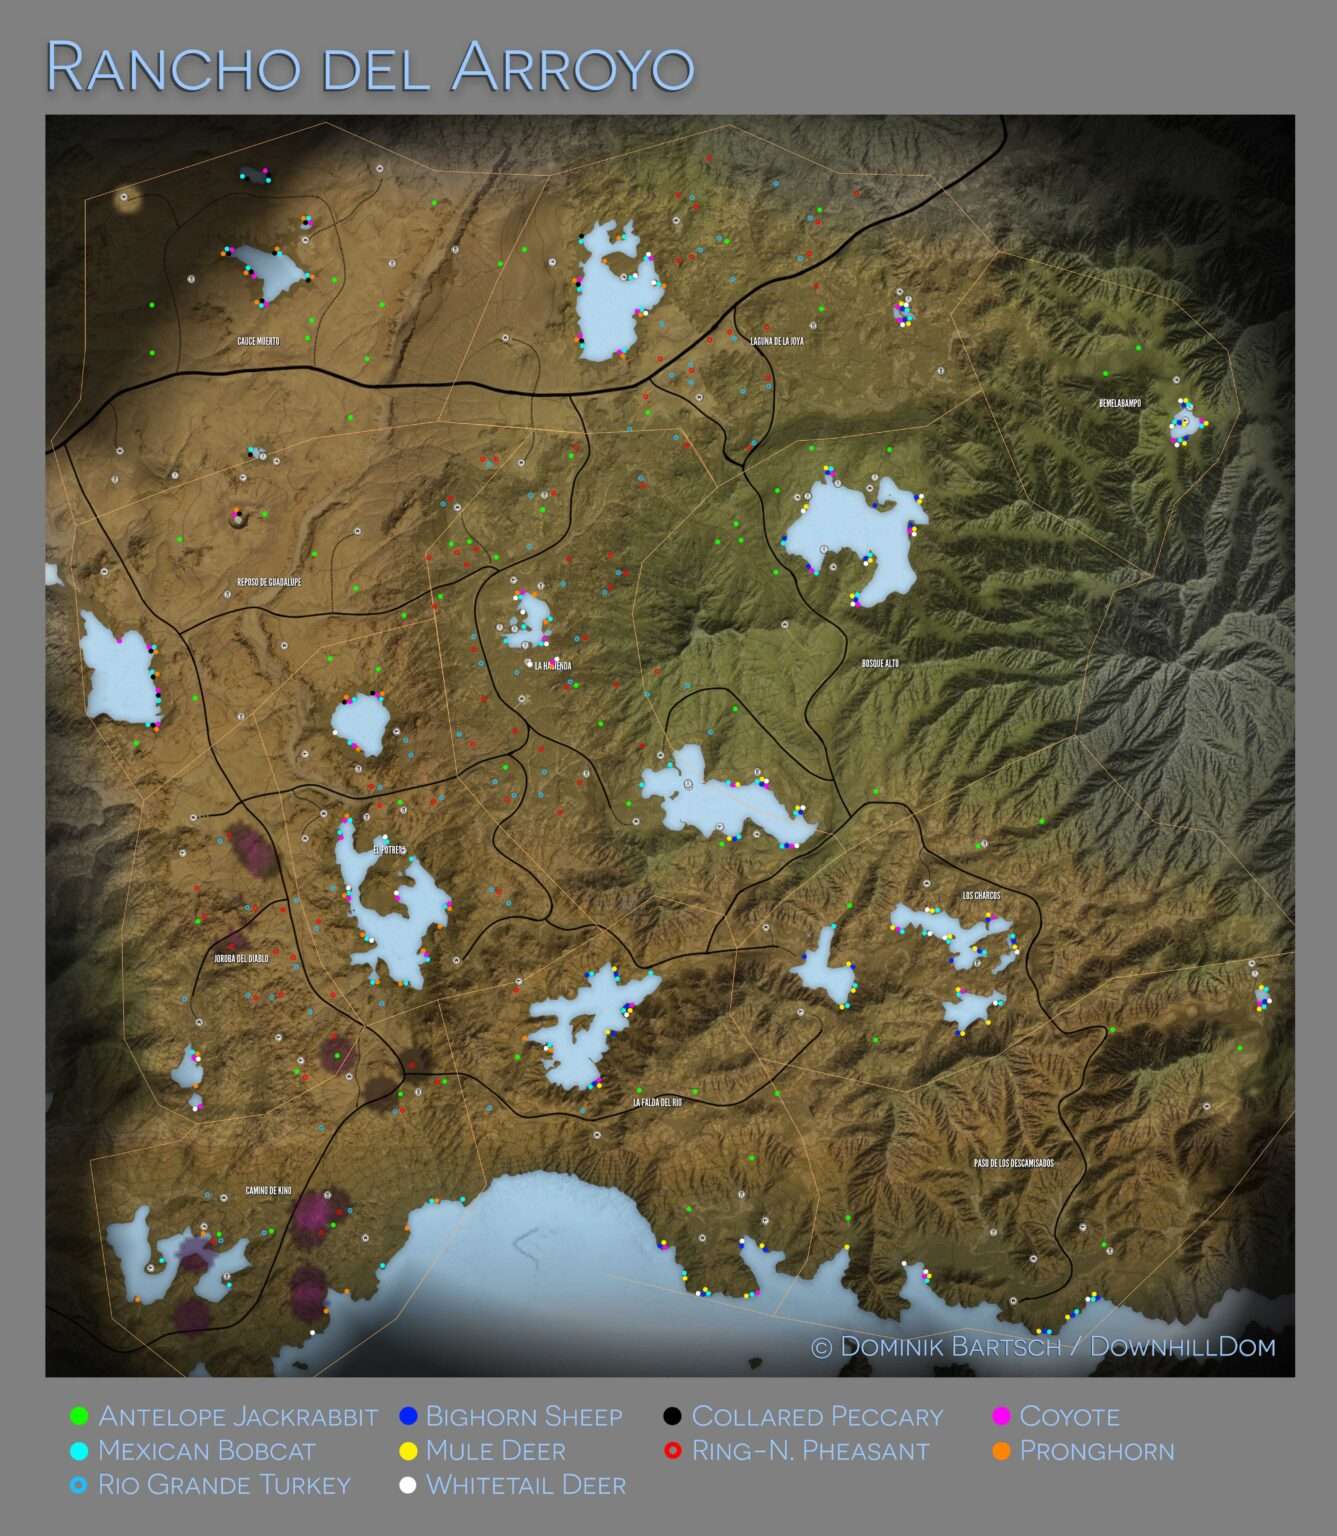 Rancho del Arroyo
CAUCE MUERTO
LAGUNA DE LA JOYA
BEMELABAMPO
REPOSO DE GUADALUPE
LA HACIENDA
BOSQUE ALTO
EL POTRERO
LOS CHARCOS
JOROBA DEL DIABLO
LA FALDA DEL RIO
PASO DE LOS DESCAMISADOS
CAMINO DE KINO
© Dominik Bartsch / DownhillDom
Antelope Jackrabbit
Bighorn Sheep
Collared Peccary
Coyote
Mexican Bobcat
Mule Deer
Ring-N. Pheasant
Pronghorn
Rio Grande Turkey
Whitetail Deer